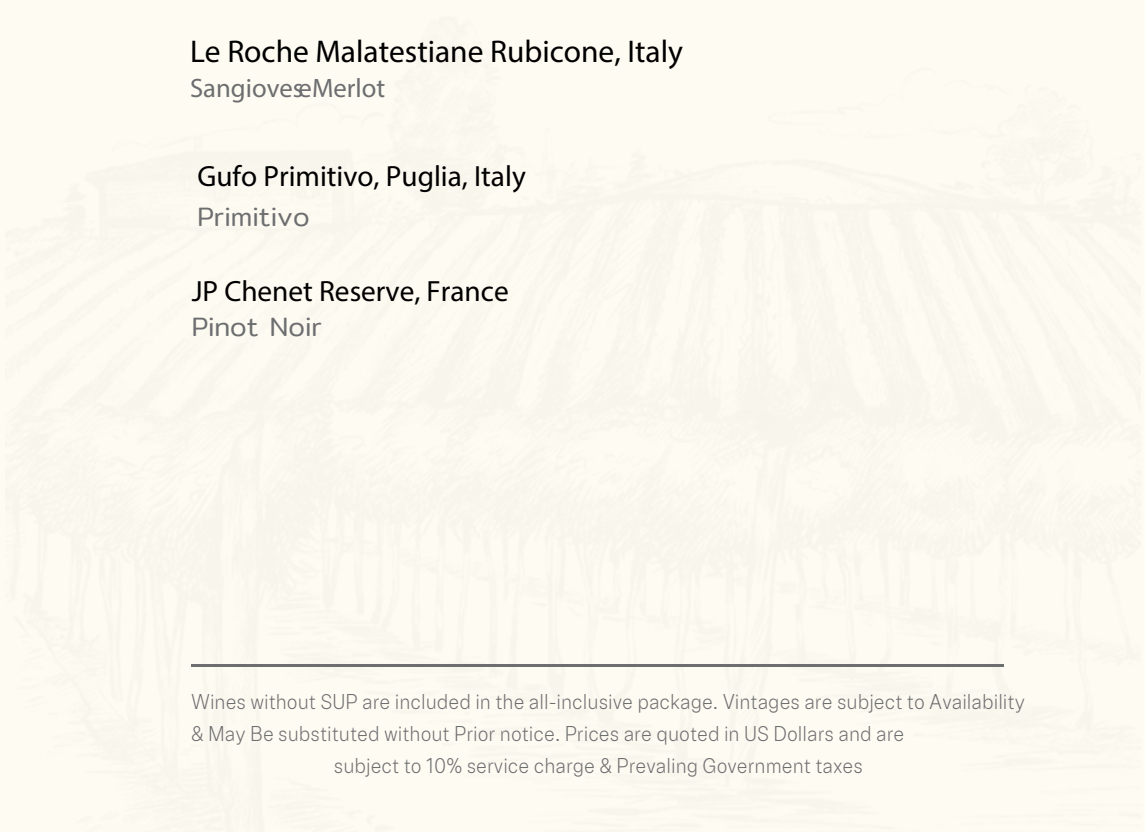 Le Roche Malatestiane Rubicone, Italy
SangioveseMerlot
Gufo Primitivo, Puglia, Italy
Primitivo
JP Chenet Reserve, France
Pinot Noir
Wines without SUP are included in the all-inclusive package. Vintages are subject to Availability
& May Be substituted without Prior notice. Prices are quoted in US Dollars and are
subject to 10% service charge & Prevaling Government taxes